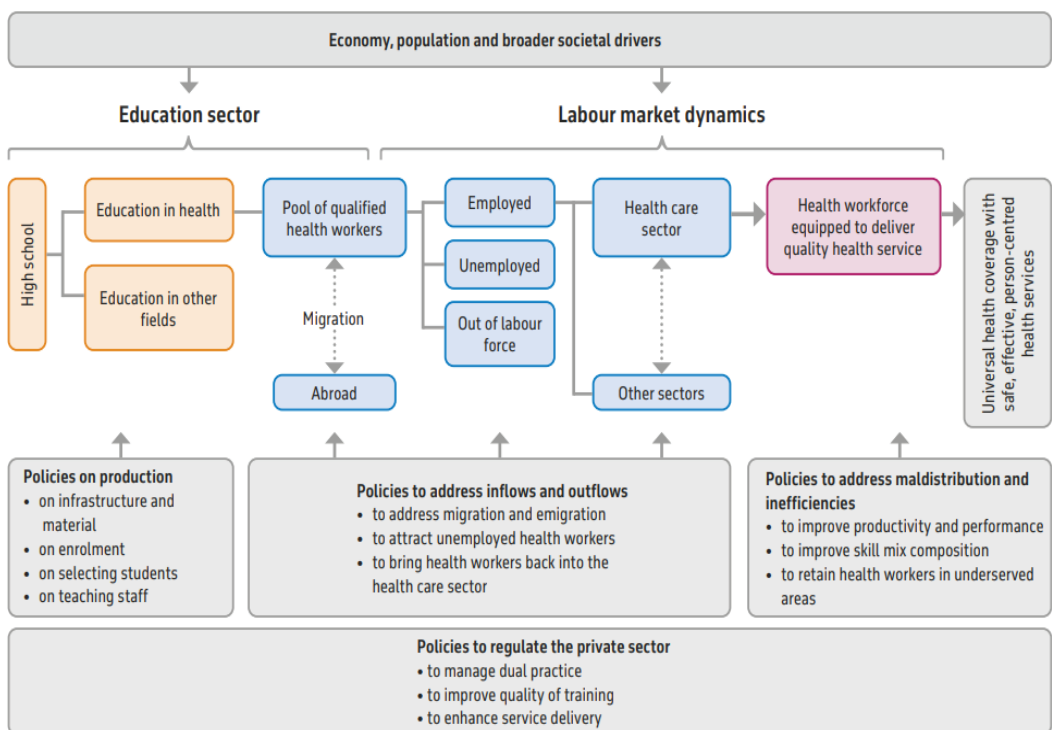 Economy, population and broader societal drivers
Education sector
Labour market dynamics
High school
Education in health
Education in other
fields
Pool of qualified
health workers
Migration
Abroad
Employed
Unemployed
Out of labour
force
Health care
sector
Other sectors
Health workforce
equipped to deliver
quality health service
Universal health coverage with
safe, effective, person-centred
health services
Policies on production
• on infrastructure and
material
• on enrolment
• on selecting students
• on teaching staff
Policies to address inflows and outflows
• to address migration and emigration
• to attract unemployed health workers
• to bring health workers back into the
health care sector
Policies to address maldistribution and
inefficiencies
• to improve productivity and performance
• to improve skill mix composition
• to retain health workers in underserved
areas
Policies to regulate the private sector
• to manage dual practice
• to improve quality of training
• to enhance service delivery